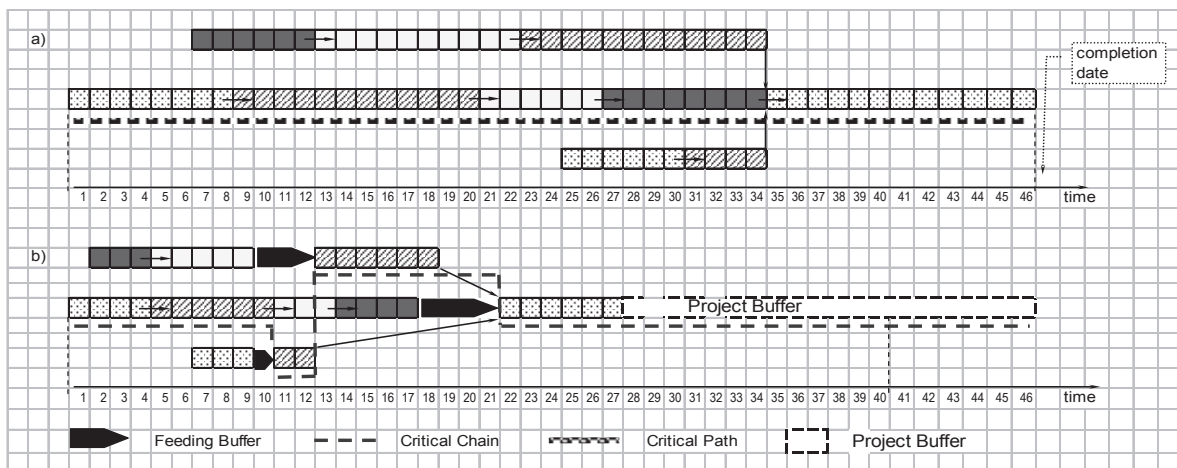 a)
completion
date
1 2 3 4 5 6 7 8 9 10 11 12 13 14 15 16 17 18 19 20 21 22 23 24 25 26 27 28 29 30 31 32 33 34 35 36 37 38 39 40 41 42 43 44 45 46 time
b)
Project Buffer
1 2 3 4 5 6 7 8 9 10 11 12 13 14 15 16 17 18 19 20 21 22 23 24 25 26 27 28 29 30 31 32 33 34 35 36 37 38 39 40 41 42 43 44 45 46 time
Feeding Buffer Critical Chain Critical Path Project Buffer